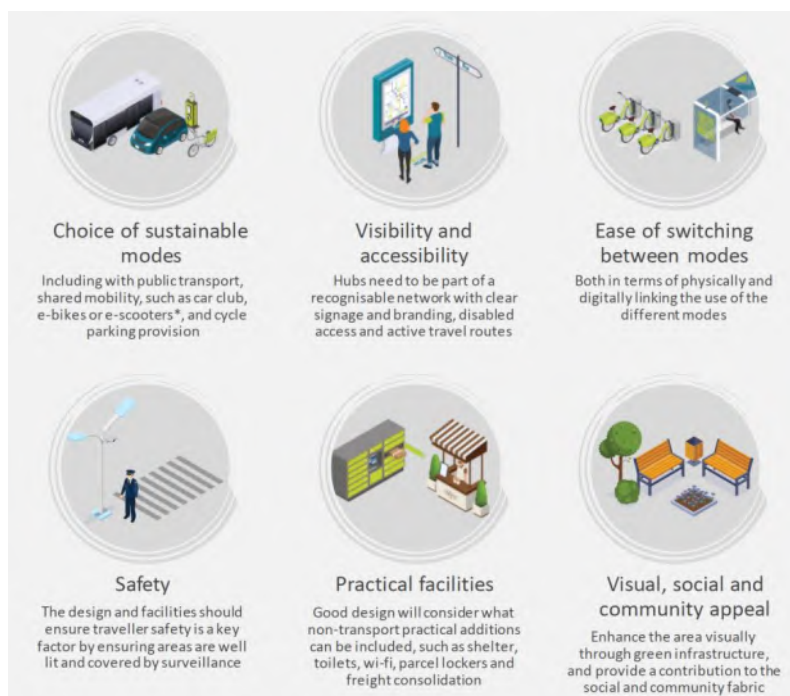 Choice of sustainable
modes
Including with public transport,
shared mobility, such as car club,
e-bikes or e-scooters*, and cycle
parking provision
Visibility and
accessibility
Hubs need to be part of a
recognisable network with clear
signage and branding, disabled
access and active travel routes
Ease of switching
between modes
Both in terms of physically and
digitally linking the use of the
different modes
Safety
The design and facilities should
ensure traveller safety is a key
factor by ensuring areas are well
lit and covered by surveillance
Practical facilities
Good design will consider what
non-transport practical additions
can be included, such as shelter,
toilets, wi-fi, parcel lockers and
freight consolidation
Visual, social and
community appeal
Enhance the area visually
through green infrastructure,
and provide a contribution to the
social and community fabric